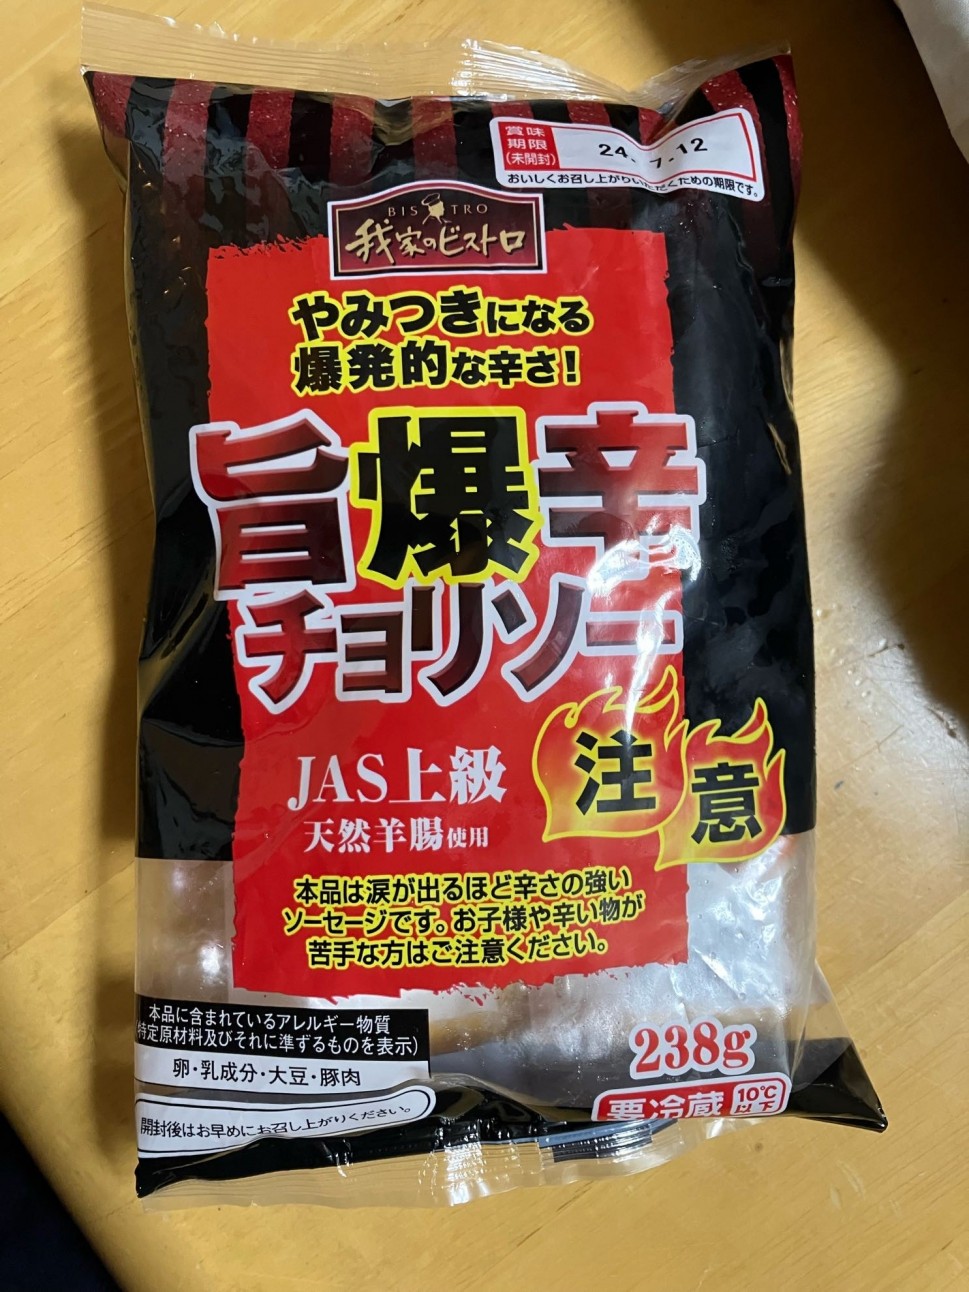 賞味
期限
(未開封)
24.7.12
おいしくお召し上がりいただくための期限です。
BISTRO
我家のビストロ
やみつきになる
爆発的な辛さ!
旨爆辛
チョリソー
JAS上級
天然羊腸使用
注意
本品は涙が出るほど辛さの強い
ソーセージです。お子様や辛い物が
苦手な方はご注意ください。
本品に含まれているアレルギー物質
特定原材料及びそれに準ずるものを表示)
卵・乳成分・大豆・豚肉
開封後はお早めにお召し上がりください。
238g
要冷蔵 10℃以下